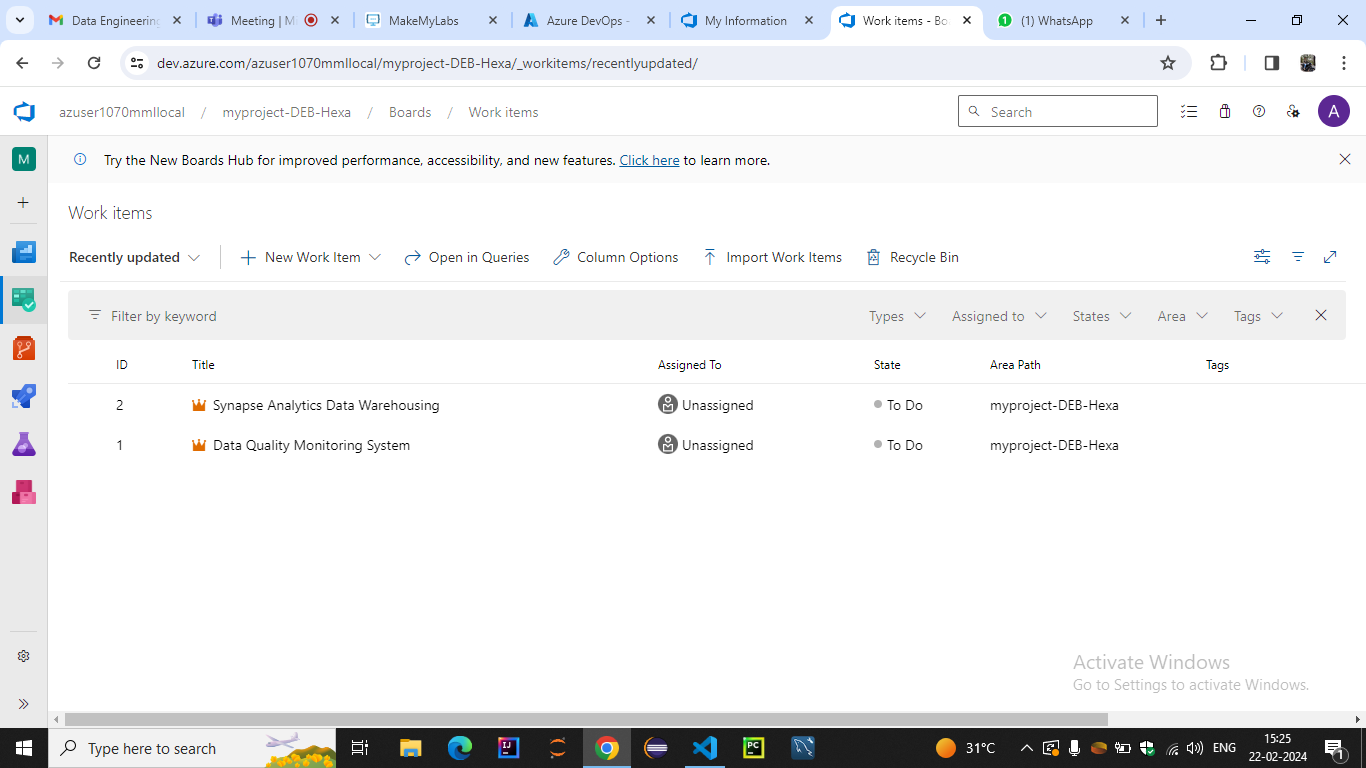 Data Engineering
Meeting | M
MakeMyLabs
Azure DevOps -
My Information
Work items - Bo
(1) WhatsApp
dev.azure.com/azuser1070mmllocal/myproject-DEB-Hexa/_workitems/recentlyupdated/
azuser1070mmllocal / myproject-DEB-Hexa / Boards / Work items
Search
A
M
Try the New Boards Hub for improved performance, accessibility, and new features. Click here to learn more.
Work items
Recently updated
New Work Item
Open in Queries
Column Options
Import Work Items
Recycle Bin
Filter by keyword
Types
Assigned to
States
Area
Tags
ID Title Assigned To State Area Path Tags
2 Synapse Analytics Data Warehousing Unassigned To Do myproject-DEB-Hexa
1 Data Quality Monitoring System Unassigned To Do myproject-DEB-Hexa
Activate Windows
Go to Settings to activate Windows.
Type here to search
31°C
ENG
15:25
22-02-2024
1